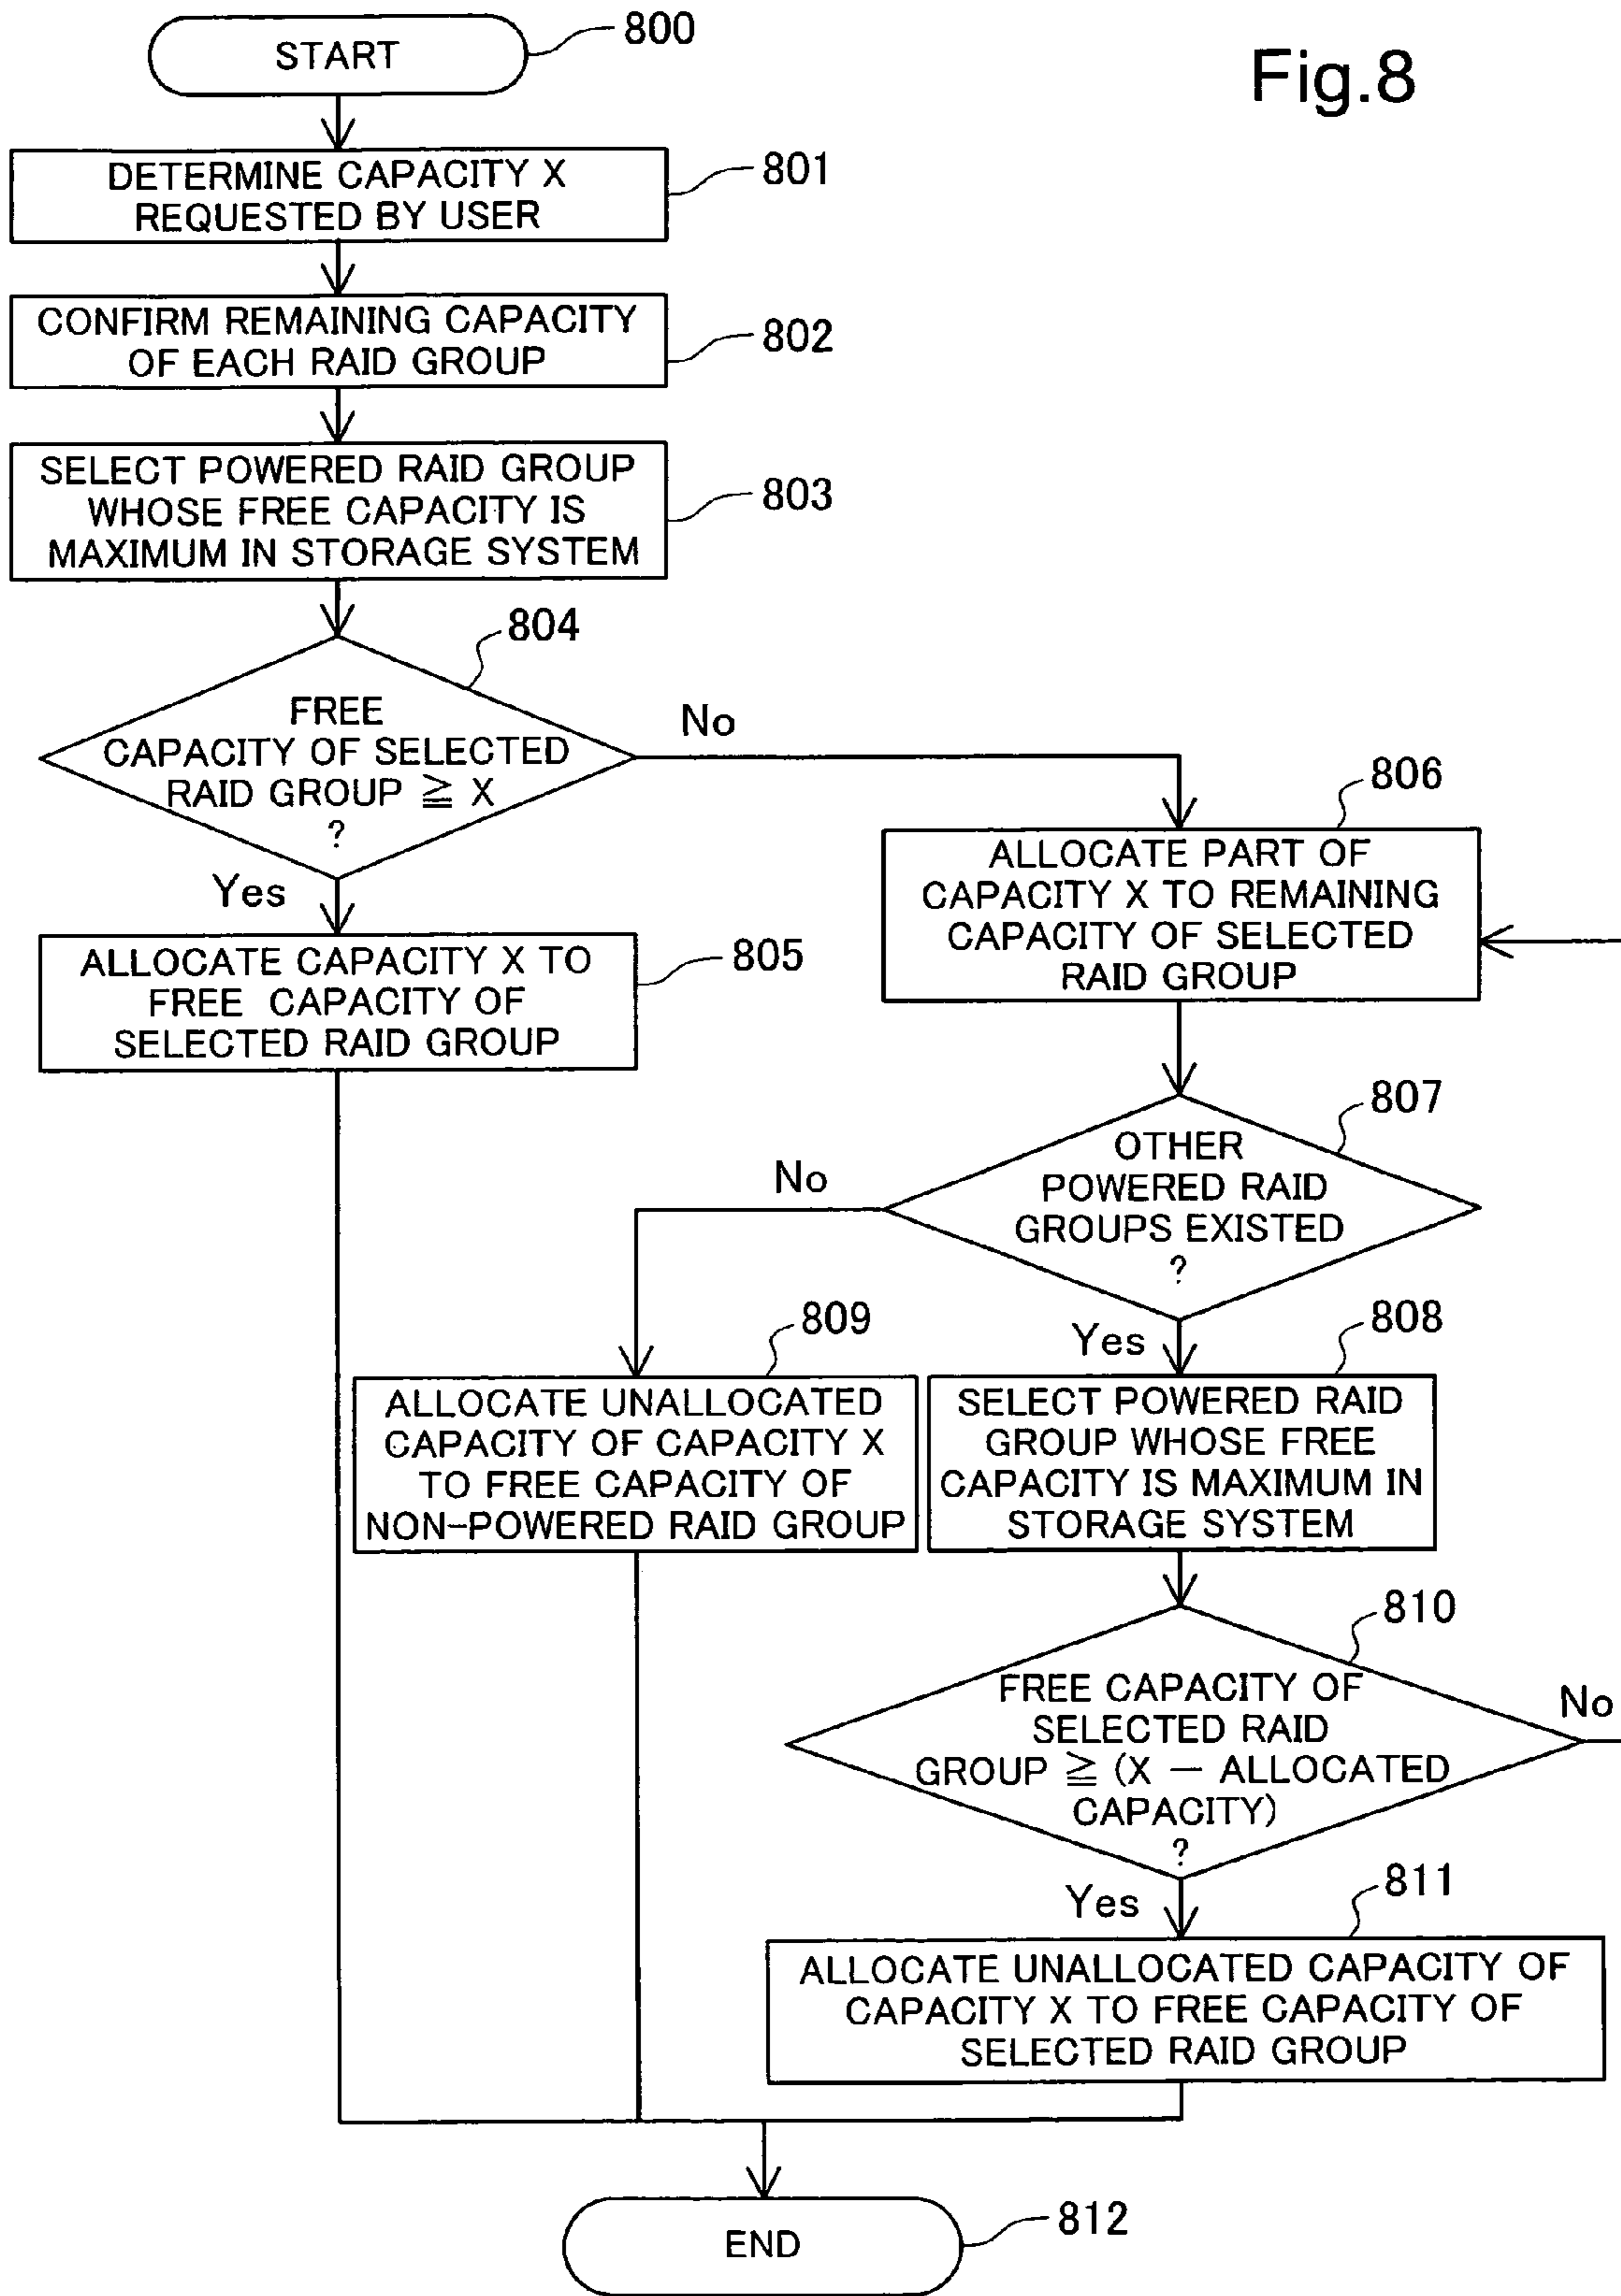 Fig.8
START
800
DETERMINE CAPACITY X
REQUESTED BY USER
801
CONFIRM REMAINING CAPACITY
OF EACH RAID GROUP
802
SELECT POWERED RAID GROUP
WHOSE FREE CAPACITY IS
MAXIMUM IN STORAGE SYSTEM
803
804
FREE
CAPACITY OF SELECTED
RAID GROUP ≧ X
?
No
Yes
ALLOCATE CAPACITY X TO
FREE CAPACITY OF
SELECTED RAID GROUP
805
806
ALLOCATE PART OF
CAPACITY X TO REMAINING
CAPACITY OF SELECTED
RAID GROUP
807
OTHER
POWERED RAID
GROUPS EXISTED
?
No
Yes
809
ALLOCATE UNALLOCATED
CAPACITY OF CAPACITY X
TO FREE CAPACITY OF
NON-POWERED RAID GROUP
808
SELECT POWERED RAID
GROUP WHOSE FREE
CAPACITY IS MAXIMUM IN
STORAGE SYSTEM
810
FREE CAPACITY OF
SELECTED RAID
GROUP ≧ (X − ALLOCATED
CAPACITY)
?
No
Yes
811
ALLOCATE UNALLOCATED CAPACITY OF
CAPACITY X TO FREE CAPACITY OF
SELECTED RAID GROUP
END
812